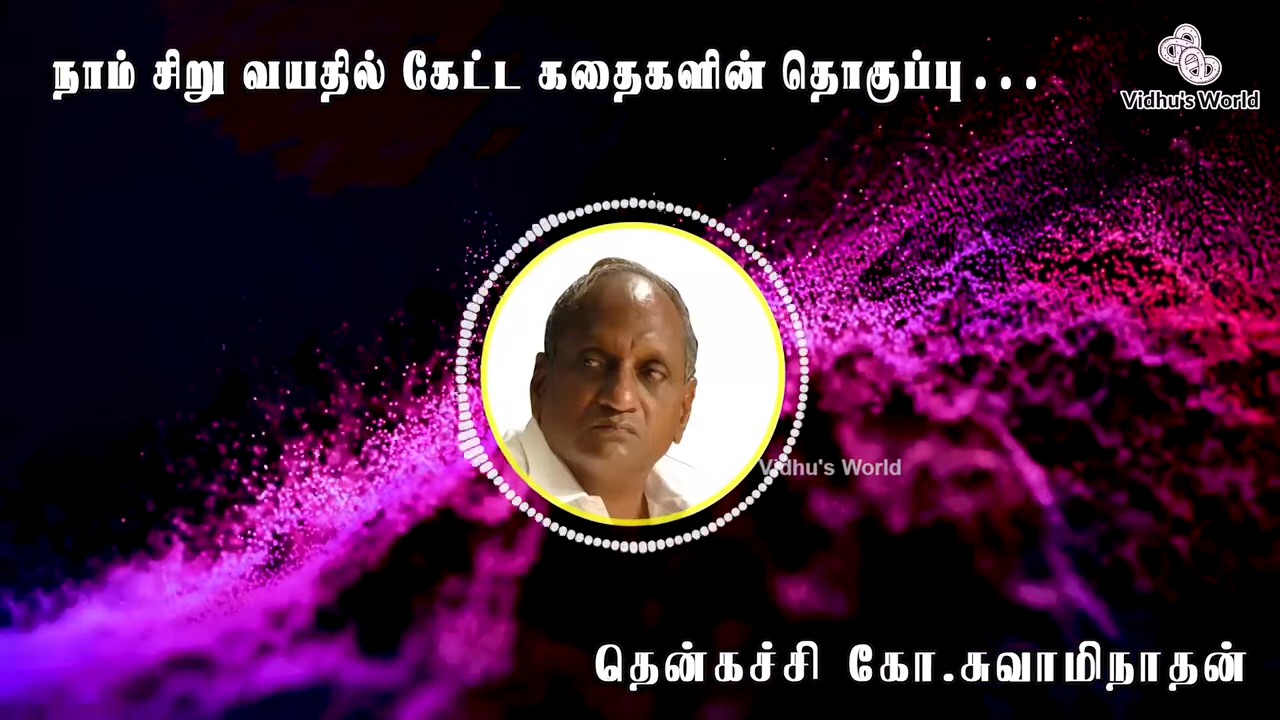 நாம் சிறு வயதில் கேட்ட கதைகளின் தொகுப்பு . . .
Vidhu's World
Vidhu's World
தென்கச்சி கோ.சுவாமிநாதன்